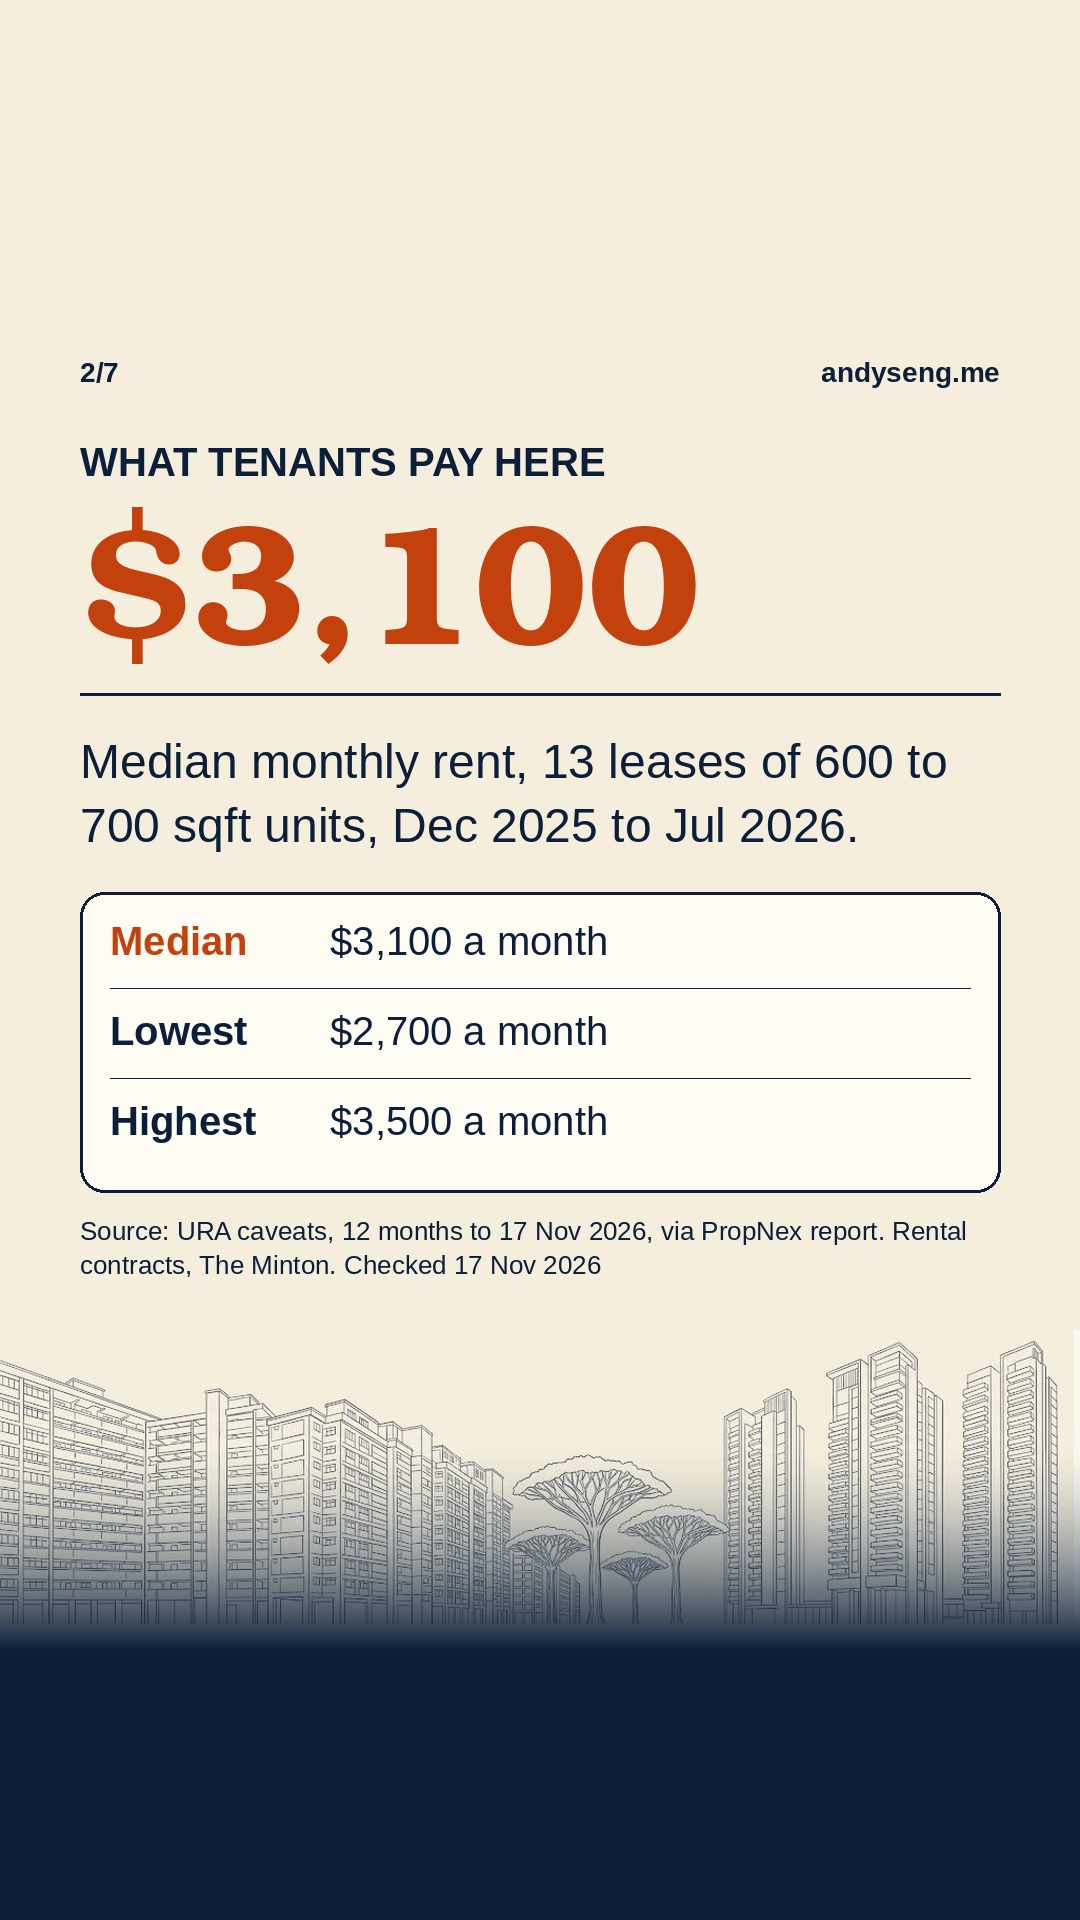 2/7
andyseng.me
WHAT TENANTS PAY HERE
$3,100
Median monthly rent, 13 leases of 600 to
700 sqft units, Dec 2025 to Jul 2026.
Median $3,100 a month
Lowest $2,700 a month
Highest $3,500 a month
Source: URA caveats, 12 months to 17 Nov 2026, via PropNex report. Rental
contracts, The Minton. Checked 17 Nov 2026